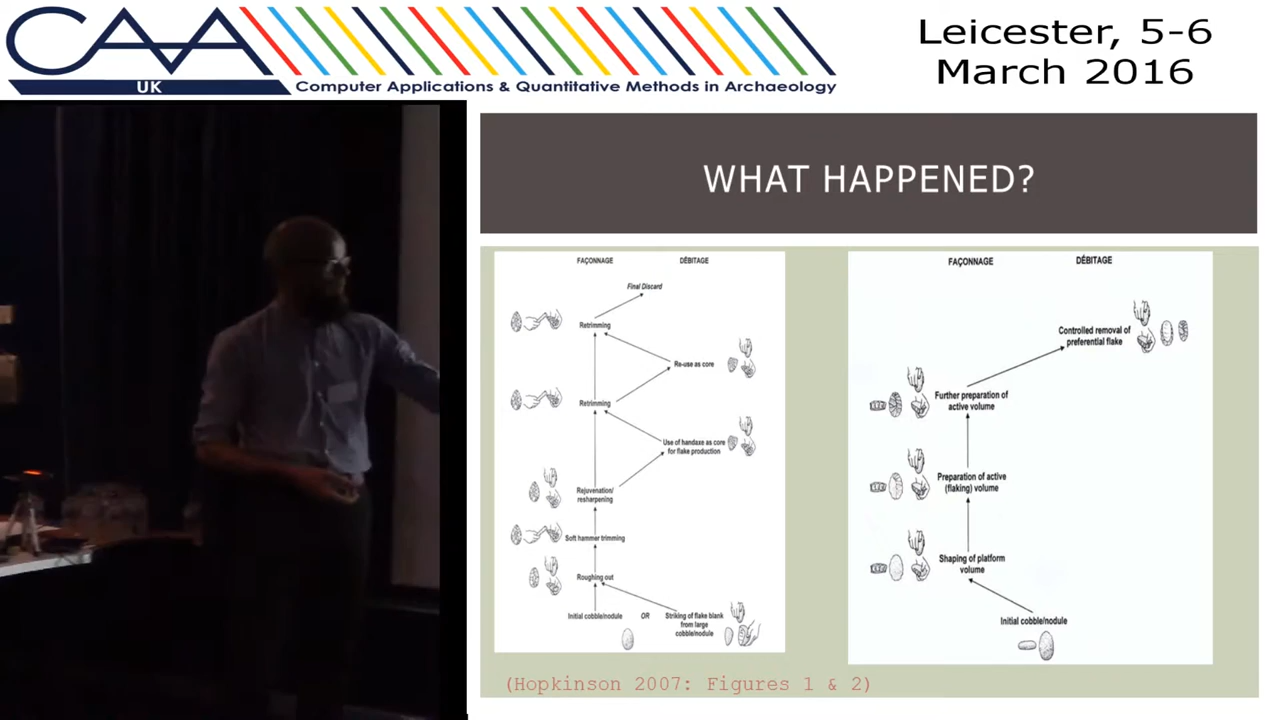 CAA
UK
Computer Applications & Quantitative Methods in Archaeology
Leicester, 5-6
March 2016
WHAT HAPPENED?
FAÇONNAGE
DÉBITAGE
Final Discard
Retrimming
Re-use as core
Retrimming
Use of handaxe as core
for flake production
Rejuvenation/
resharpening
Soft hammer trimming
Roughing out
Initial cobble/nodule
OR
Striking of flake blank
from large
cobble/nodule
FAÇONNAGE
DÉBITAGE
Controlled removal of
preferential flake
Further preparation of
active volume
Preparation of active
(flaking) volume
Shaping of platform
volume
Initial cobble/nodule
(Hopkinson 2007: Figures 1 & 2)